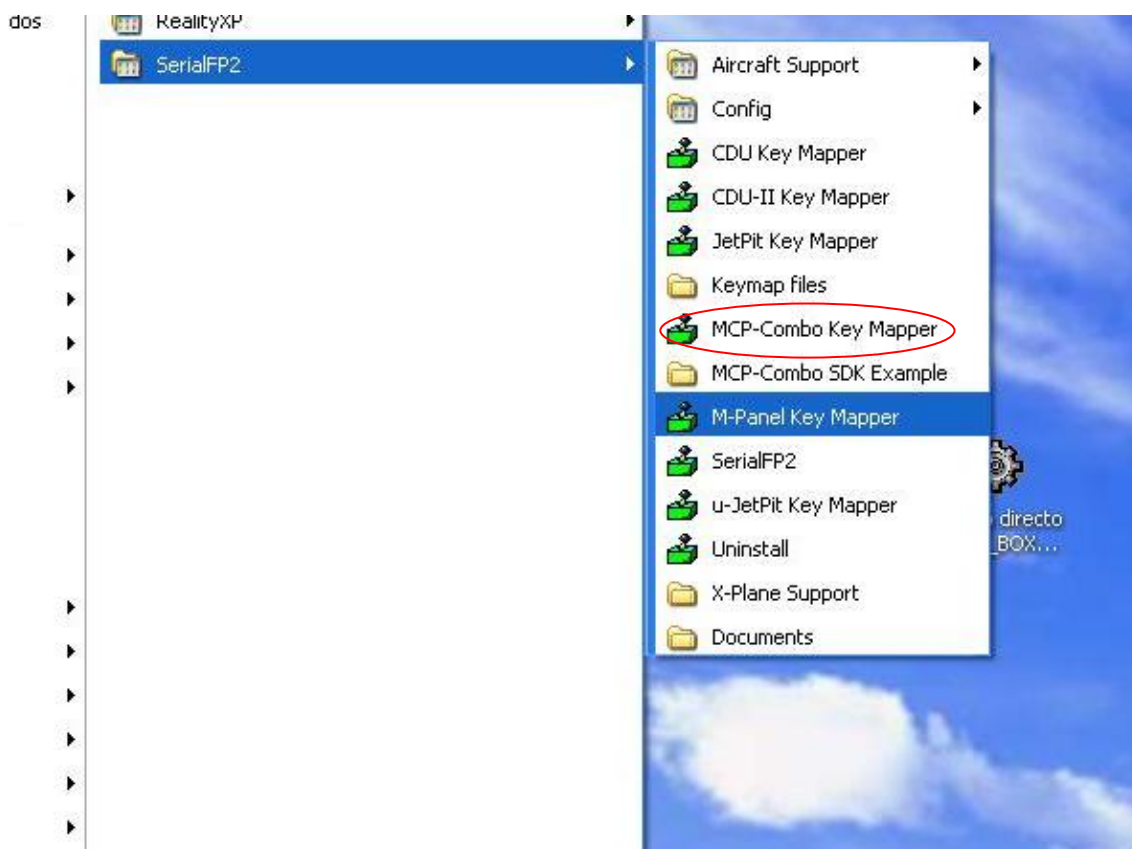 dos
RealityXP
SerialFP2
Aircraft Support
Config
CDU Key Mapper
CDU-II Key Mapper
JetPit Key Mapper
Keymap files
MCP-Combo Key Mapper
MCP-Combo SDK Example
M-Panel Key Mapper
SerialFP2
u-JetPit Key Mapper
Uninstall
X-Plane Support
Documents
directo
_BOX...